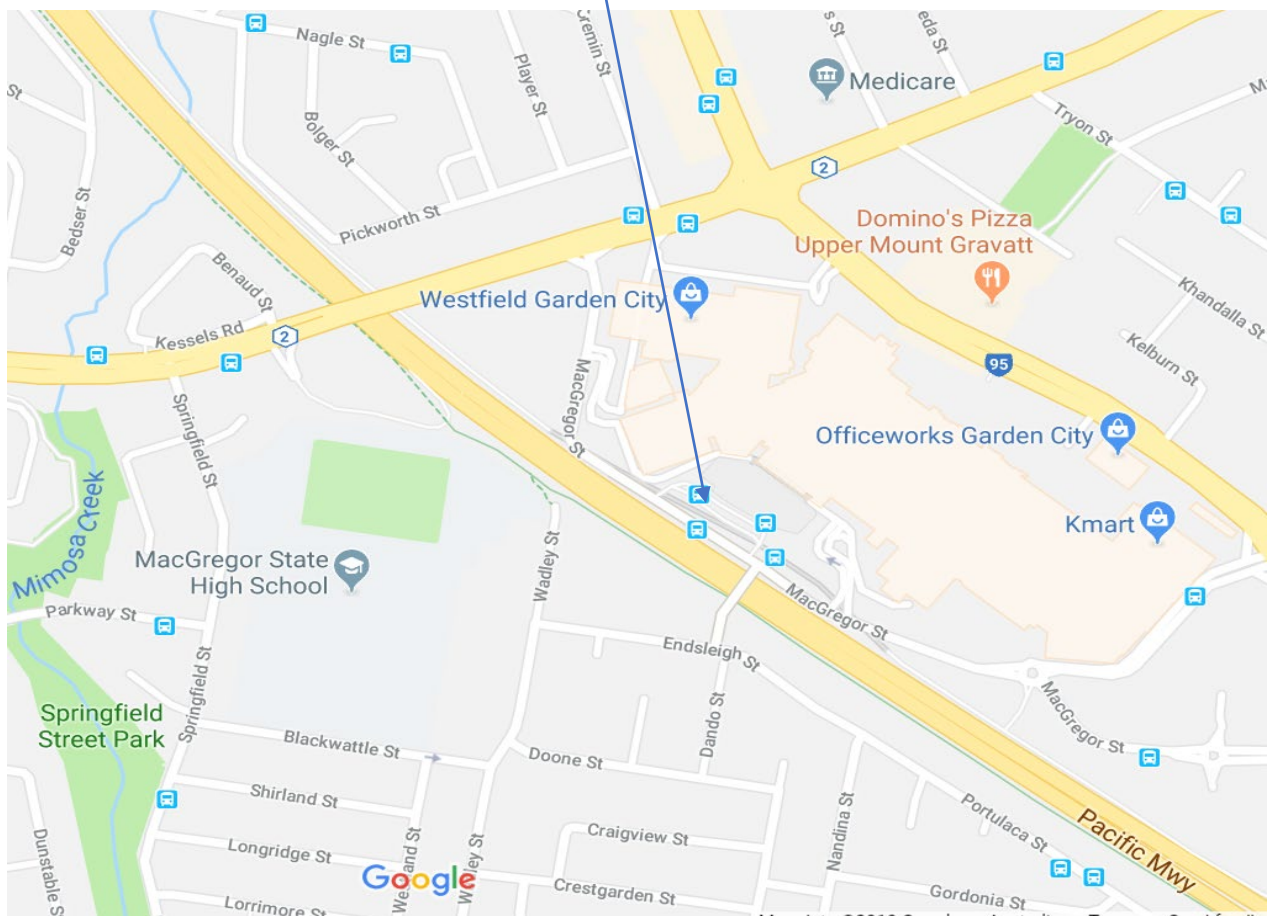 Nagle St
Cremin St
Player St
Medicare
St
Bolger St
Tryon St
2
Bedser St
Pickworth St
Domino's Pizza
Upper Mount Gravatt
Benaud St
Westfield Garden City
Khandalla St
Kessels Rd
2
Kelburn St
95
MacGregor St
Springfield St
Officeworks Garden City
Mimosa Creek
Kmart
MacGregor State
High School
Wadley St
Parkway St
MacGregor St
Endsleigh St
Springfield St
Springfield
Street Park
Dando St
MacGregor St
Blackwattle St
Doone St
Shirland St
Nandina St
Portulaca St
Pacific Mwy
Craigview St
Longridge St
Dunstable S
Google
Crestgarden St
Gordonia St
Lorrimore St